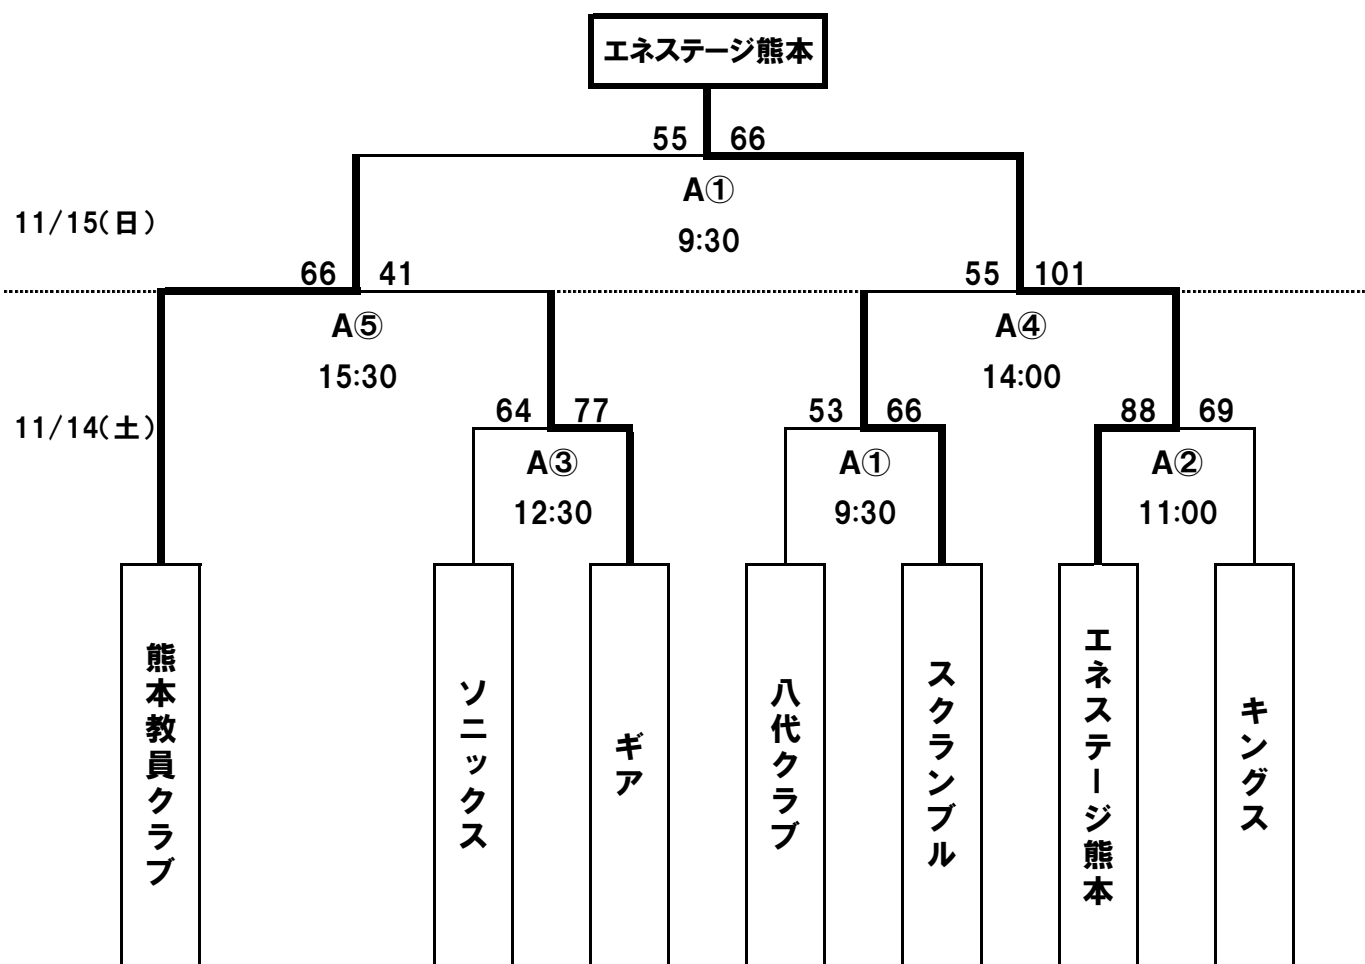 エネステージ熊本
55 66
A①
11/15(日)
9:30
66 41 55 101
A⑤ A④
15:30 14:00
64 77 53 66 88 69
11/14(土)
A③ A① A②
12:30 9:30 11:00
熊本教員クラブ
ソニックス
ギア
八代クラブ
スクランブル
エネステージ熊本
キングス